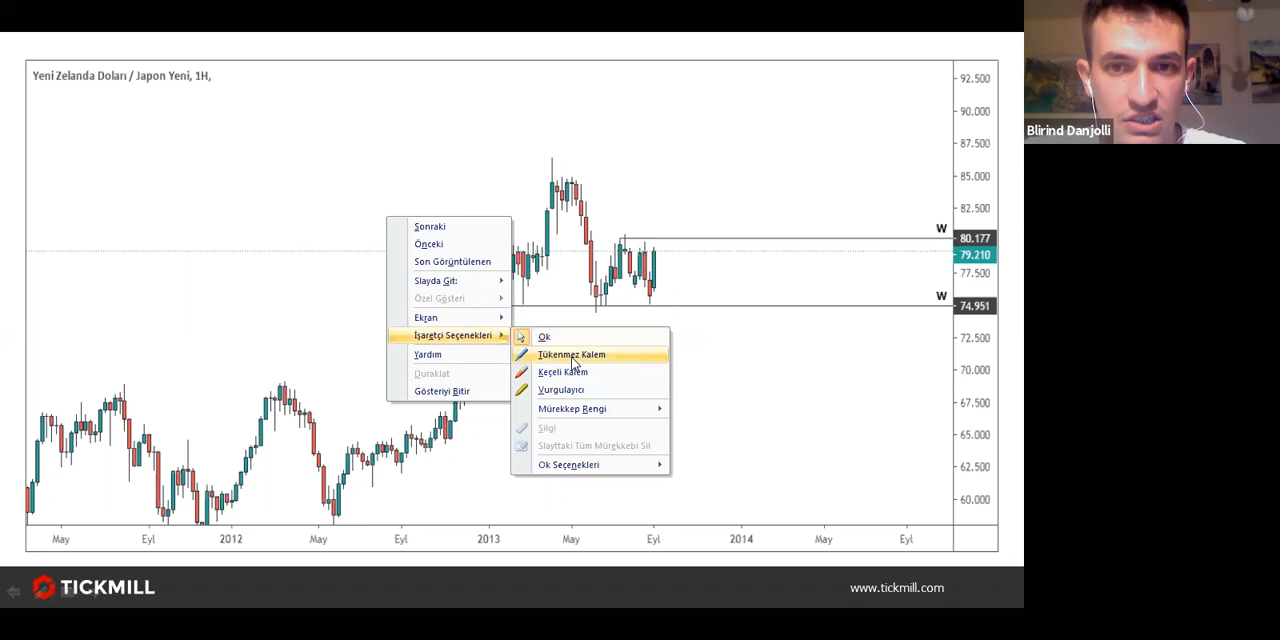 Yeni Zelanda Doları / Japon Yeni, 1H,
Blirind Danjolli
92.500
90.000
87.500
85.000
82.500
W
80.177
79.210
77.500
W
74.951
72.500
70.000
67.500
65.000
62.500
60.000
Sonraki
Önceki
Son Görüntülenen
Slayda Git:
Özel Gösteri
Ekran
İşaretçi Seçenekleri
Yardım
Duraklat
Gösteriyi Bitir
Ok
Tükenmez Kalem
Keçeli Kalem
Vurgulayıcı
Mürekkep Rengi
Silgi
Slayttaki Tüm Mürekkebi Sil
Ok Seçenekleri
May Eyl 2012 May Eyl 2013 May Eyl 2014 May Eyl
TICKMILL
www.tickmill.com